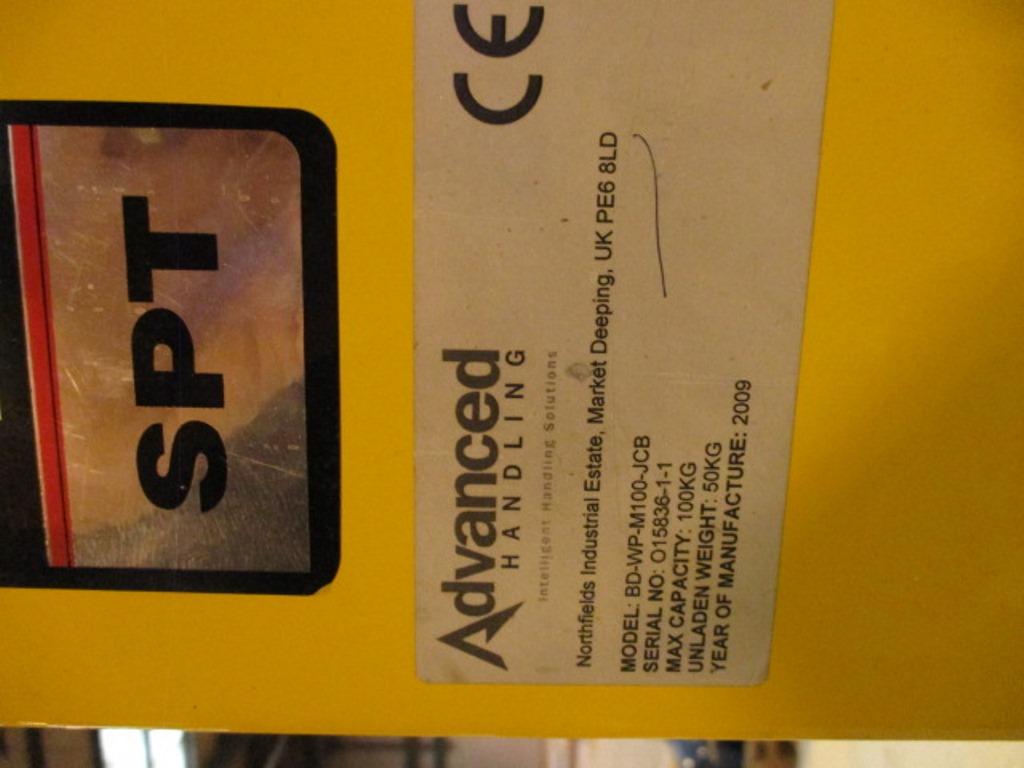 SPT
CE
Advanced
HANDLING
Intelligent Handling Solutions
Northfields Industrial Estate, Market Deeping, UK PE6 8LD
MODEL: BD-WP-M100-JCB
SERIAL NO: O15836-1-1
MAX CAPACITY: 100KG
UNLADEN WEIGHT: 50KG
YEAR OF MANUFACTURE: 2009